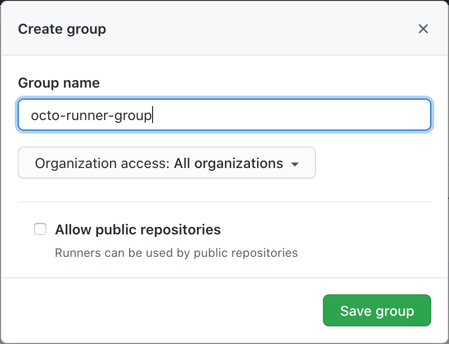 Create group
Group name
octo-runner-group
Organization access: All organizations
Allow public repositories
Runners can be used by public repositories
Save group